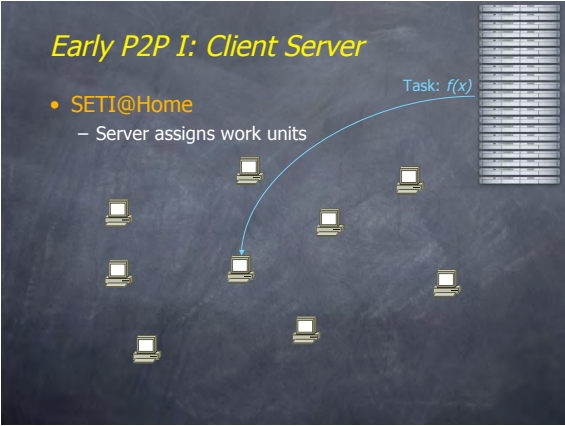 Early P2P I: Client Server
Task: f(x)
• SETI@Home
– Server assigns work units